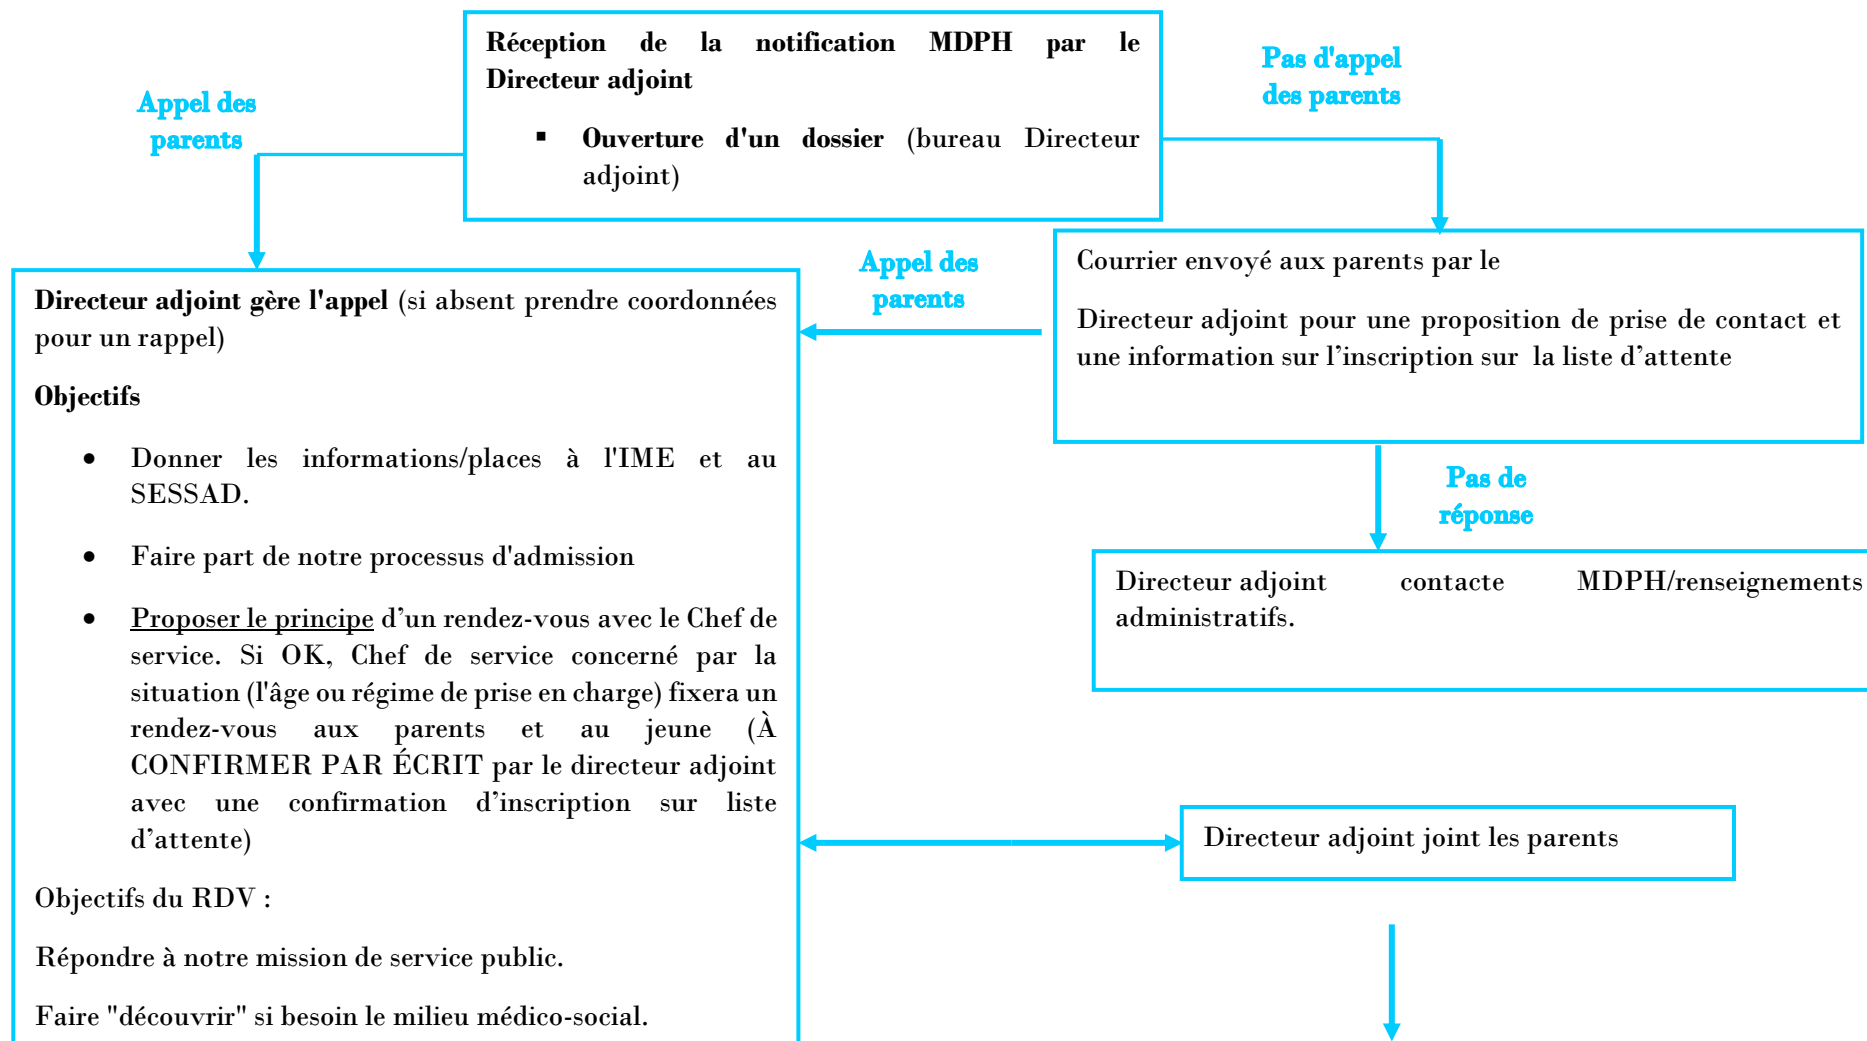 Réception de la notification MDPH par le
Directeur adjoint
▪ Ouverture d'un dossier (bureau Directeur
adjoint)
Appel des
parents
Pas d'appel
des parents
Directeur adjoint gère l'appel (si absent prendre coordonnées
pour un rappel)
Objectifs
• Donner les informations/places à l'IME et au
SESSAD.
• Faire part de notre processus d'admission
• Proposer le principe d’un rendez-vous avec le Chef de
service. Si OK, Chef de service concerné par la
situation (l'âge ou régime de prise en charge) fixera un
rendez-vous aux parents et au jeune (À
CONFIRMER PAR ÉCRIT par le directeur adjoint
avec une confirmation d’inscription sur liste
d’attente)
Objectifs du RDV :
Répondre à notre mission de service public.
Faire "découvrir" si besoin le milieu médico-social.
Appel des
parents
Courrier envoyé aux parents par le
Directeur adjoint pour une proposition de prise de contact et
une information sur l’inscription sur la liste d’attente
Pas de
réponse
Directeur adjoint contacte MDPH/renseignements
administratifs.
Directeur adjoint joint les parents